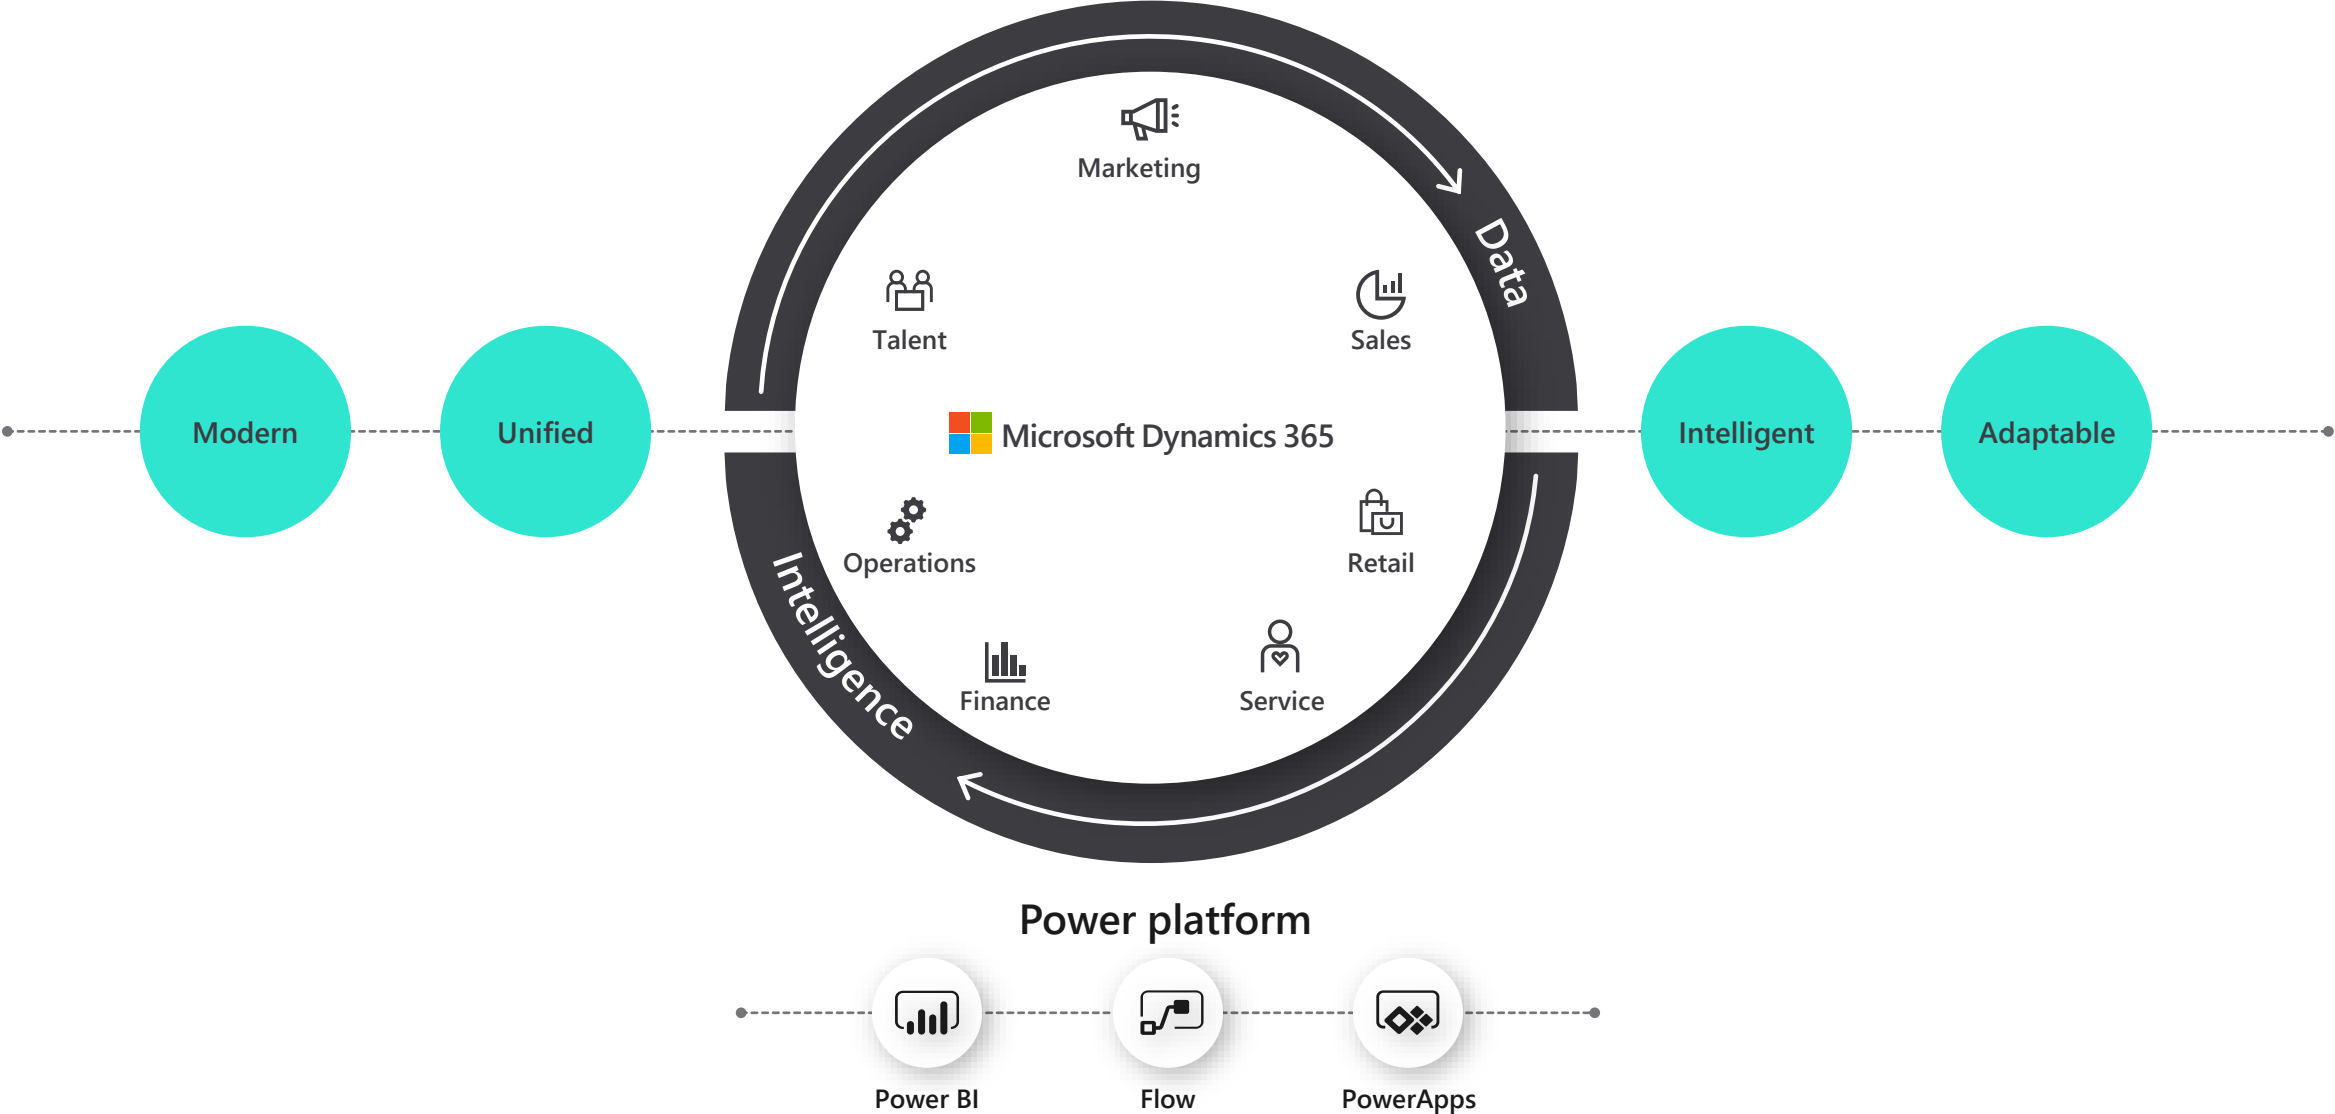 Marketing
Data
Talent
Sales
Modern
Unified
Microsoft Dynamics 365
Intelligent
Adaptable
Operations
Retail
Intelligence
Finance
Service
Power platform
Power BI
Flow
PowerApps